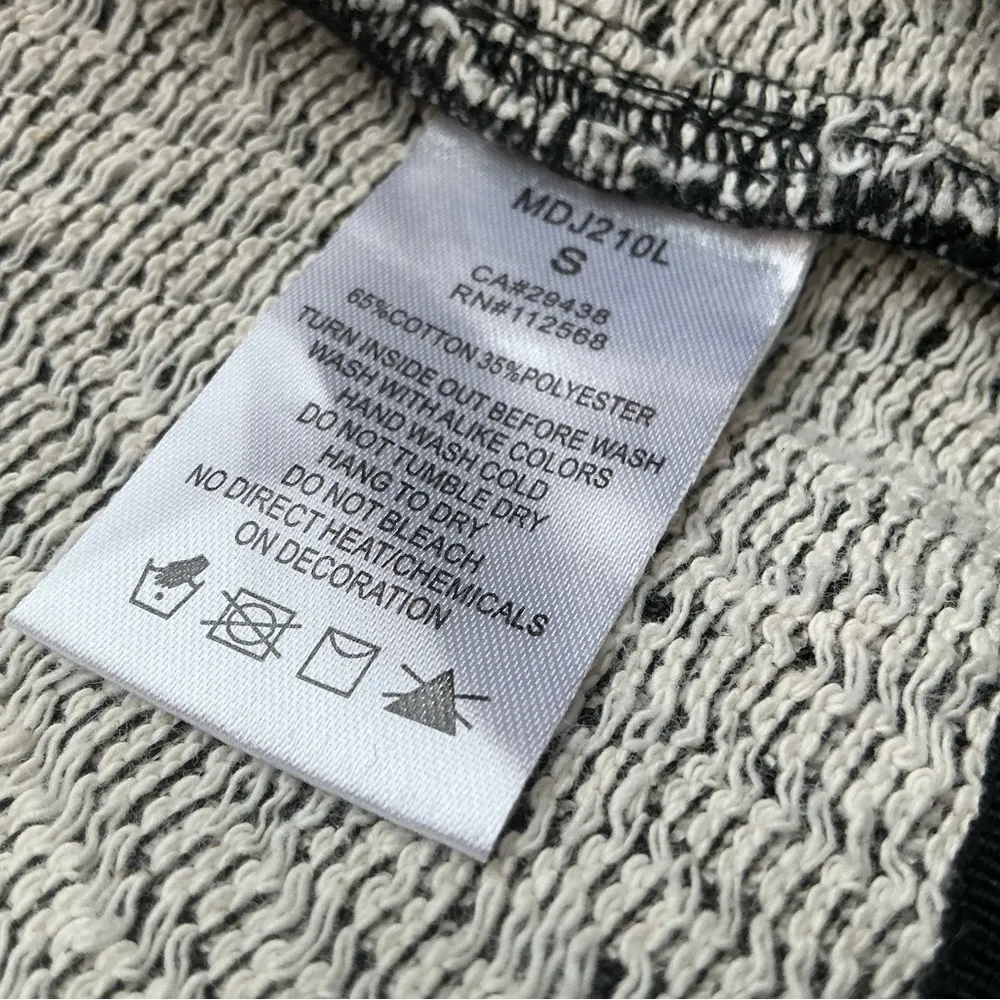 MDJ210L
S
CA#29438
RN#112568
65%COTTON 35%POLYESTER
TURN INSIDE OUT BEFORE WASH
WASH WITH ALIKE COLORS
HAND WASH COLD
DO NOT TUMBLE DRY
HANG TO DRY
DO NOT BLEACH
NO DIRECT HEAT/CHEMICALS
ON DECORATION